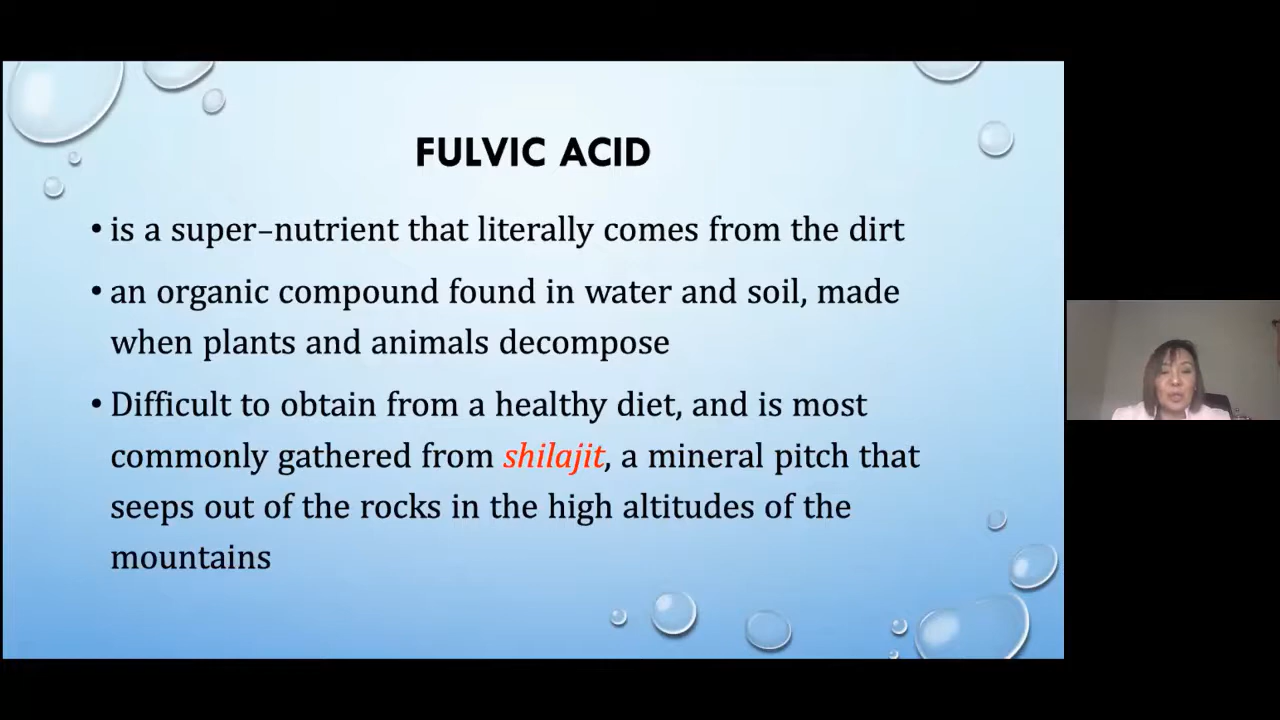 FULVIC ACID
• is a super–nutrient that literally comes from the dirt
• an organic compound found in water and soil, made
when plants and animals decompose
• Difficult to obtain from a healthy diet, and is most
commonly gathered from shilajit, a mineral pitch that
seeps out of the rocks in the high altitudes of the
mountains